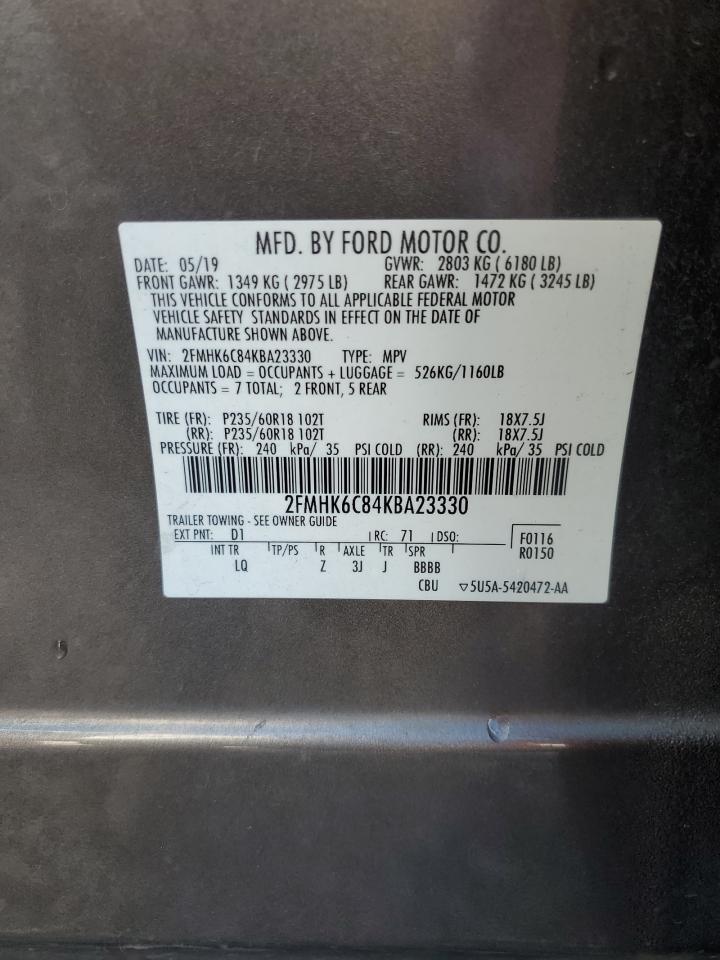 MFD. BY FORD MOTOR CO.
DATE: 05/19 GVWR: 2803 KG ( 6180 LB)
FRONT GAWR: 1349 KG ( 2975 LB) REAR GAWR: 1472 KG ( 3245 LB)
THIS VEHICLE CONFORMS TO ALL APPLICABLE FEDERAL MOTOR
VEHICLE SAFETY STANDARDS IN EFFECT ON THE DATE OF
MANUFACTURE SHOWN ABOVE.
VIN: 2FMHK6C84KBA23330 TYPE: MPV
MAXIMUM LOAD = OCCUPANTS + LUGGAGE = 526KG/1160LB
OCCUPANTS = 7 TOTAL; 2 FRONT, 5 REAR
TIRE (FR): P235/60R18 102T RIMS (FR): 18X7.5J
(RR): P235/60R18 102T (RR): 18X7.5J
PRESSURE (FR): 240 kPa/ 35 PSI COLD (RR): 240 kPa/ 35 PSI COLD
2FMHK6C84KBA23330
TRAILER TOWING - SEE OWNER GUIDE
EXT PNT: D1 RC: 71 DSO: F0116
INT TR TP/PS R AXLE TR SPR R0150
LQ Z 3J J BBBB
CBU ▽5U5A-5420472-AA